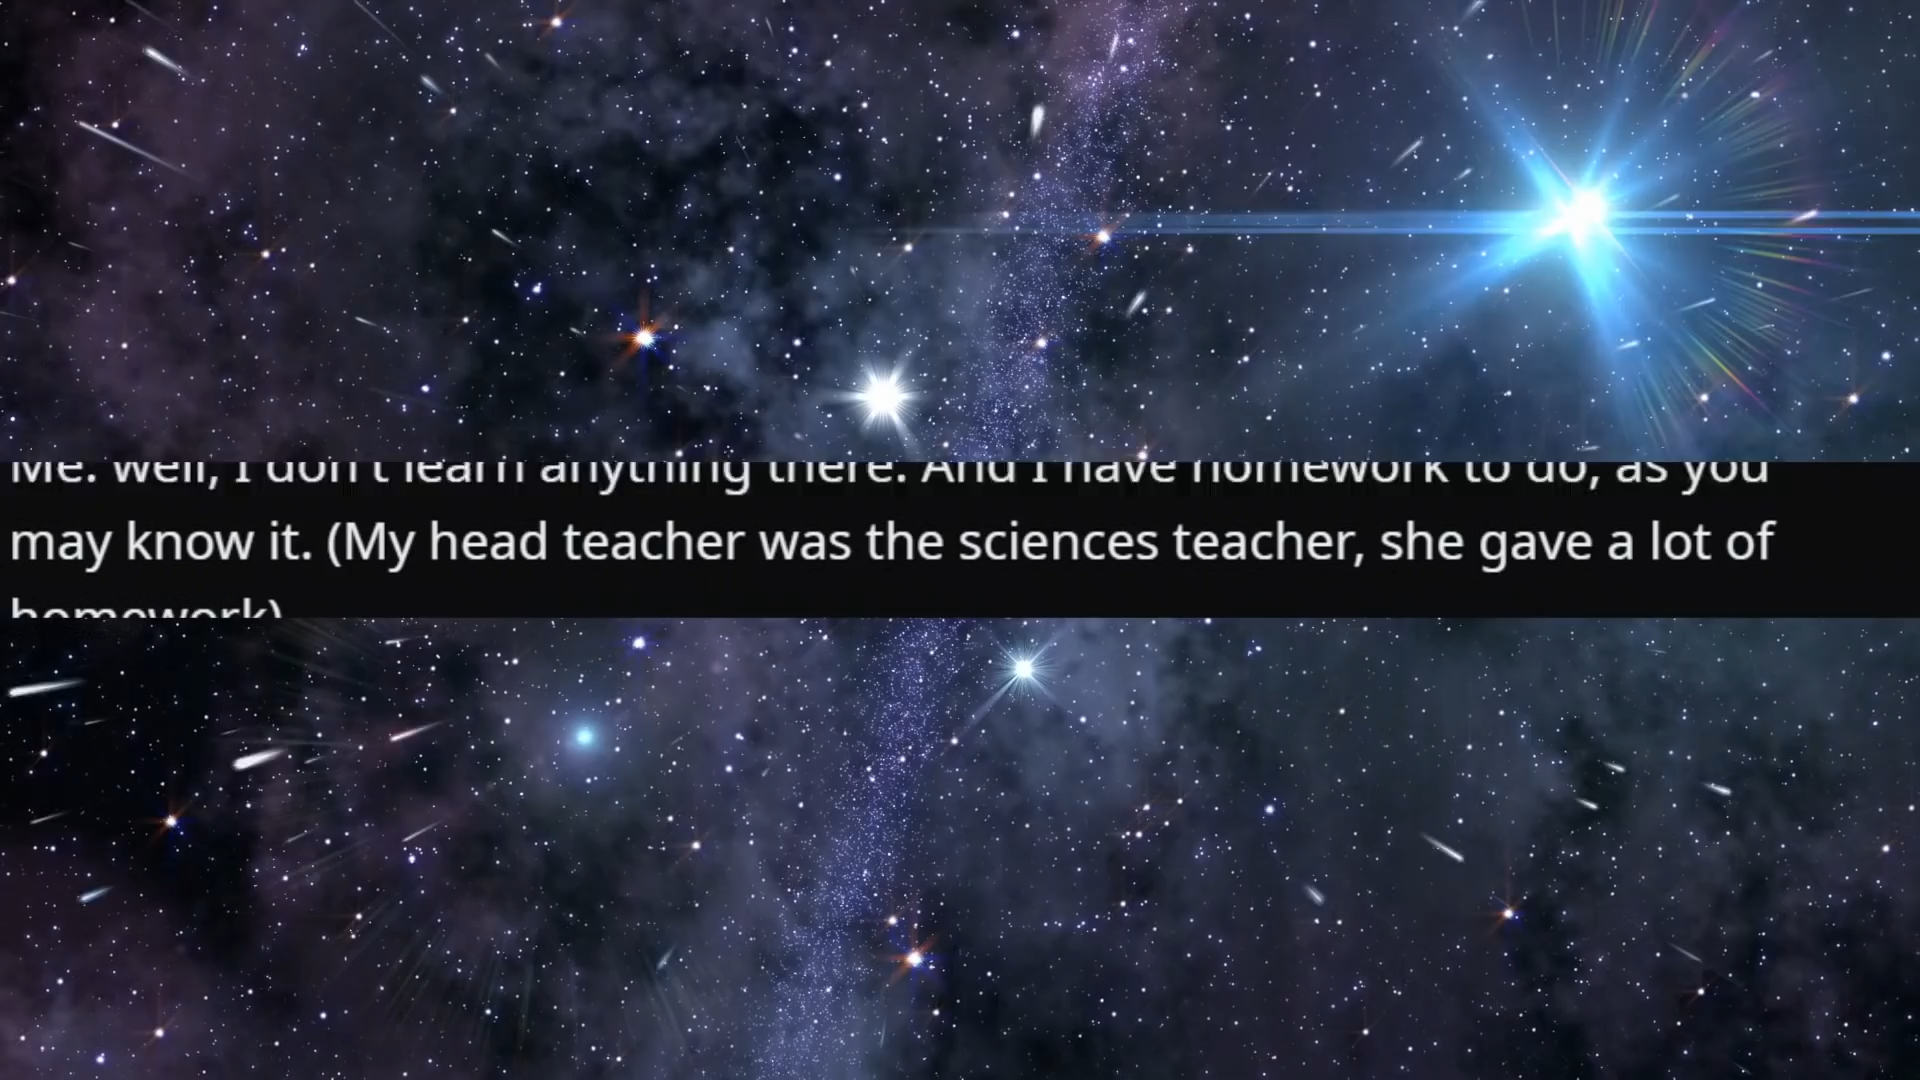 Me: Well, I don't learn anything there. And I have homework to do, as you
may know it. (My head teacher was the sciences teacher, she gave a lot of
homework)